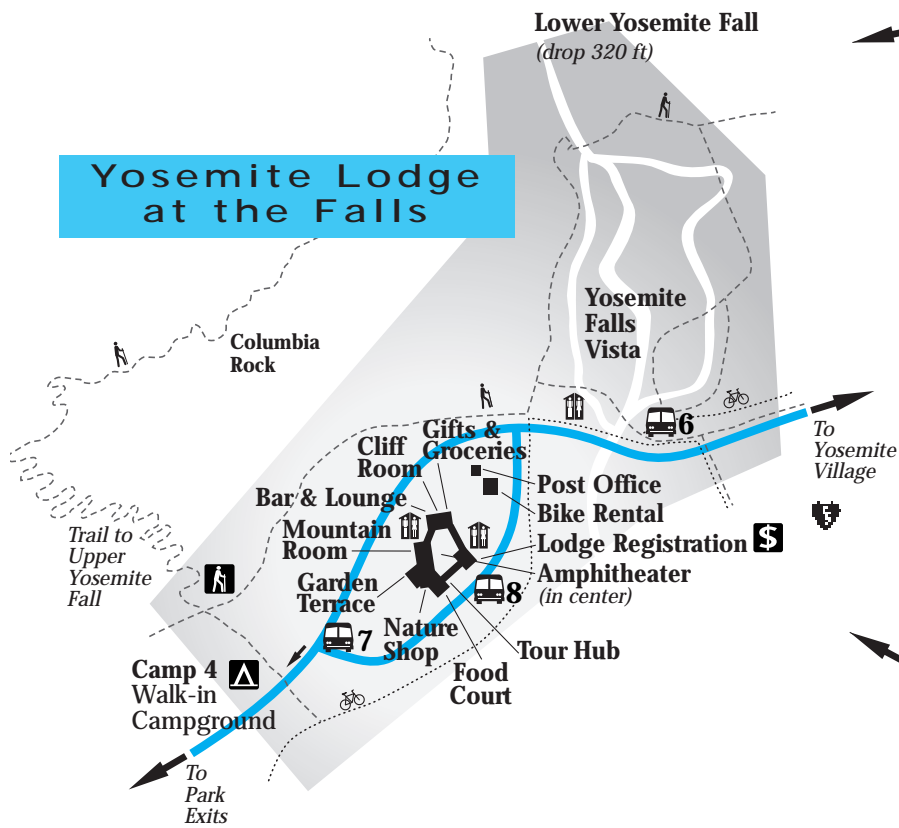 Lower Yosemite Fall
(drop 320 ft)
Yosemite Lodge
at the Falls
Yosemite
Falls
Vista
Columbia
Rock
6
To
Yosemite
Village
Gifts &
Groceries
Cliff
Room
Bar & Lounge
Mountain
Room
Garden
Terrace
Post Office
Bike Rental
Lodge Registration
$
Amphitheater
(in center)
8
7
Nature
Shop
Tour Hub
Food
Court
Trail to
Upper
Yosemite
Fall
Camp 4
Walk-in
Campground
To
Park
Exits